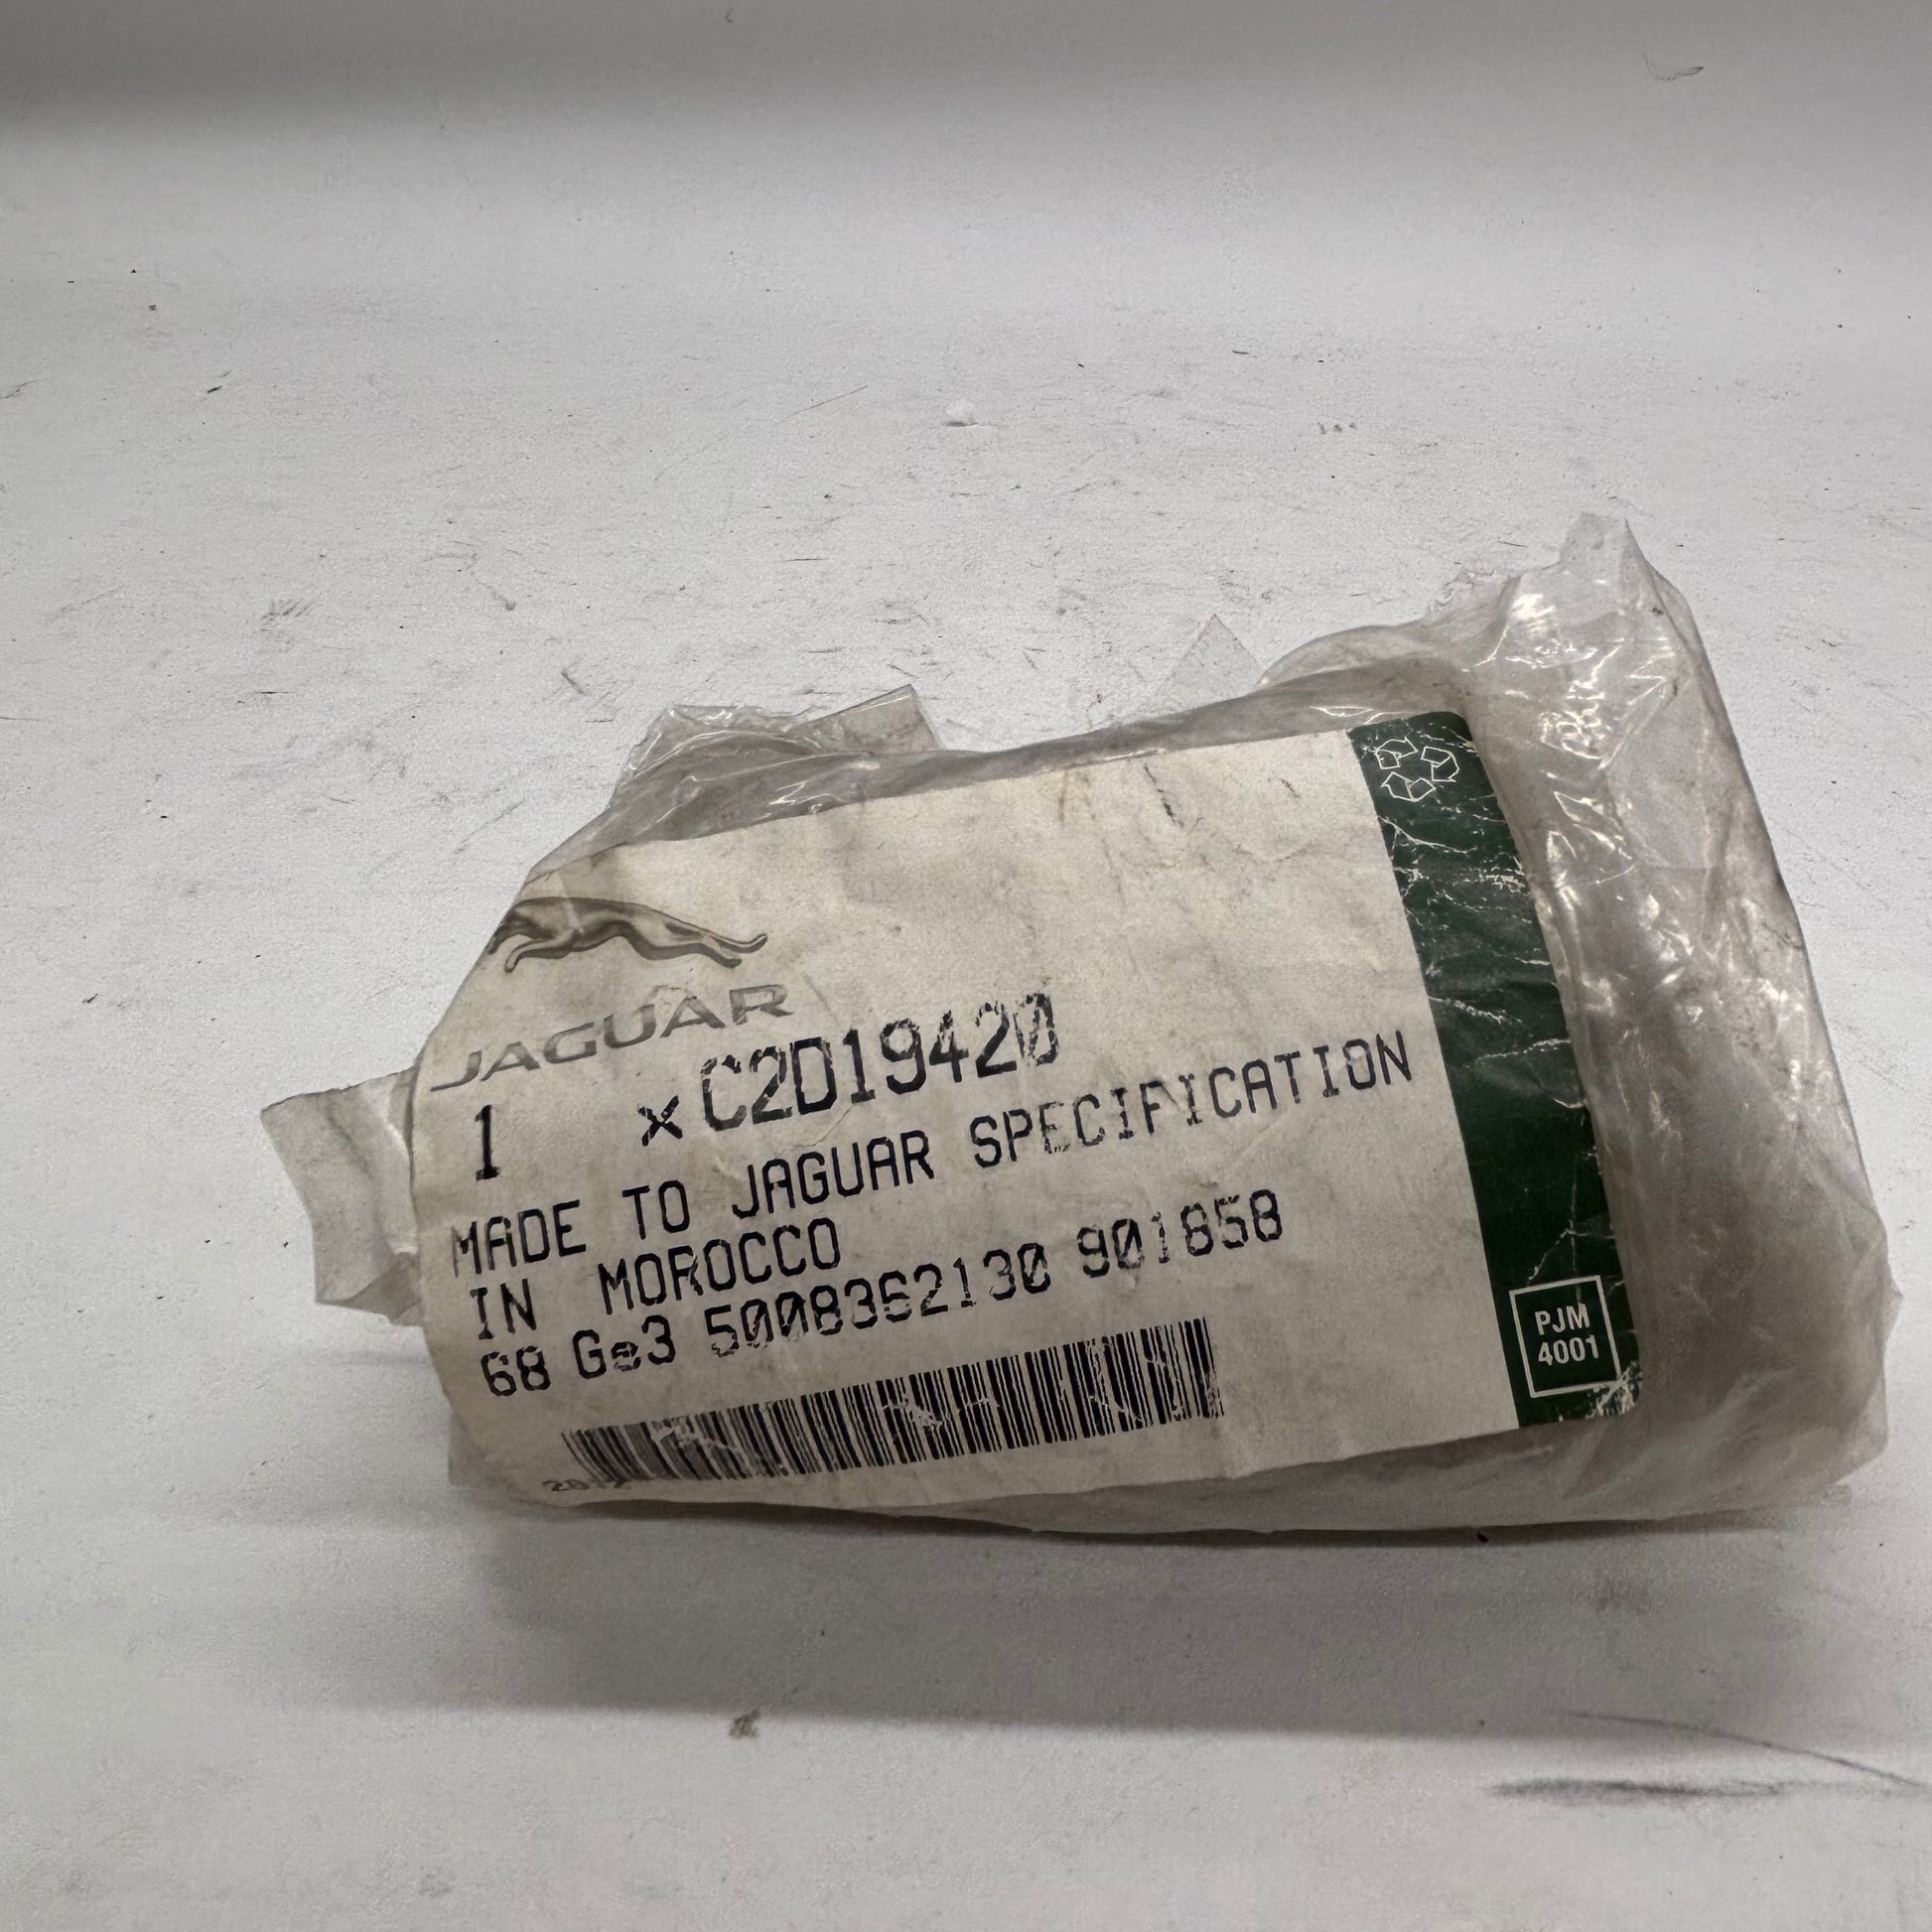 JAGUAR
1 x C2D19420
MADE TO JAGUAR SPECIFICATION
IN MOROCCO
68 Ge3 5008362130 901858
PJM
4001